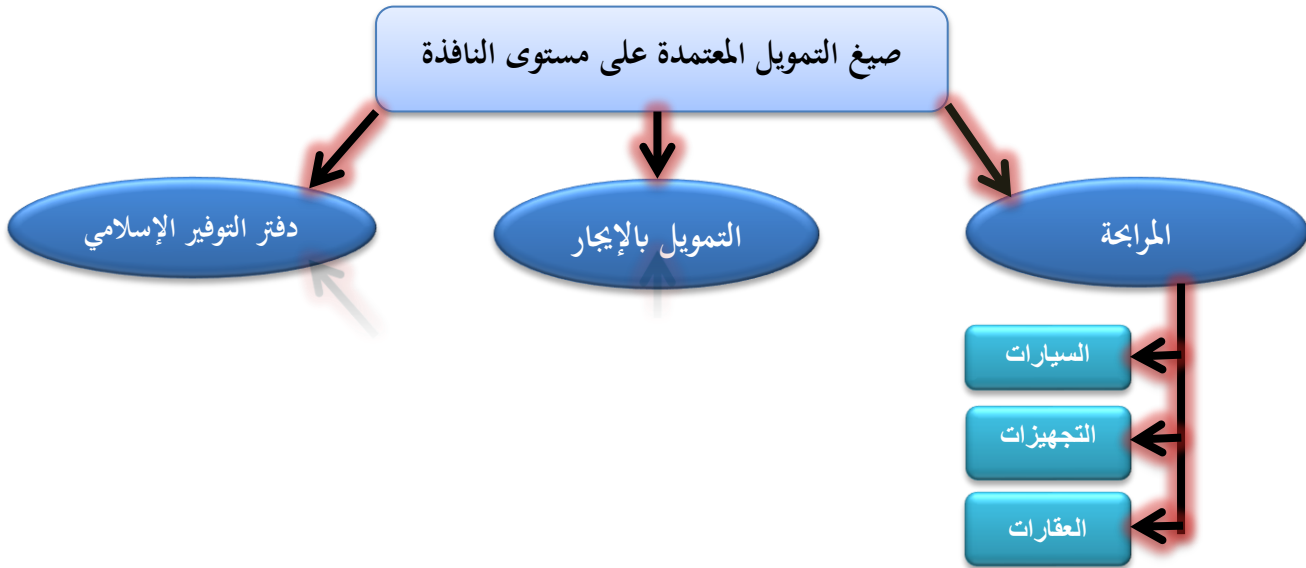 صيغ التمويل المعتمدة على مستوى النافذة
المرابحة
التمويل بالإيجار
دفتر التوفير الإسلامي
السيارات
التجهيزات
العقارات